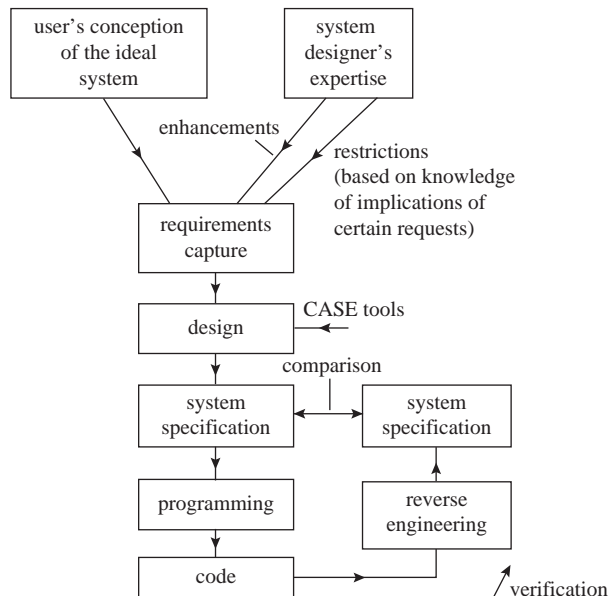 user's conception
of the ideal
system
system
designer's
expertise
enhancements
restrictions
(based on knowledge
of implications of
certain requests)
requirements
capture
design
CASE tools
comparison
system
specification
system
specification
programming
reverse
engineering
code
verification